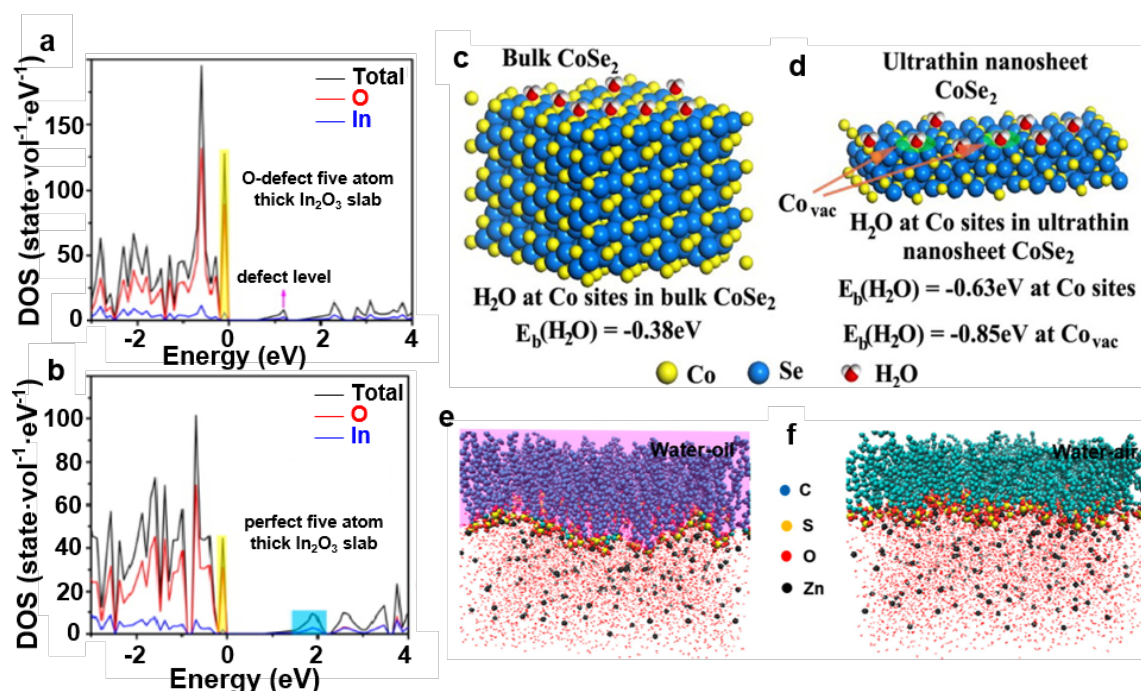 a
DOS (state·vol⁻¹·eV⁻¹)
150
100
50
25
0
Total
O
In
O-defect five atom
thick In₂O₃ slab
defect level
-2
0
2
4
Energy (eV)
b
DOS (state·vol⁻¹·eV⁻¹)
100
80
60
40
20
10
0
Total
O
In
perfect five atom
thick In₂O₃ slab
-2
0
2
4
Energy (eV)
c
Bulk CoSe₂
H₂O at Co sites in bulk CoSe₂
E_b(H₂O) = -0.38eV
d
Ultrathin nanosheet
CoSe₂
Co_vac
H₂O at Co sites in ultrathin
nanosheet CoSe₂
E_b(H₂O) = -0.63eV at Co sites
E_b(H₂O) = -0.85eV at Co_vac
Co
Se
H₂O
e
Water-oil
C
S
O
Zn
f
Water-air